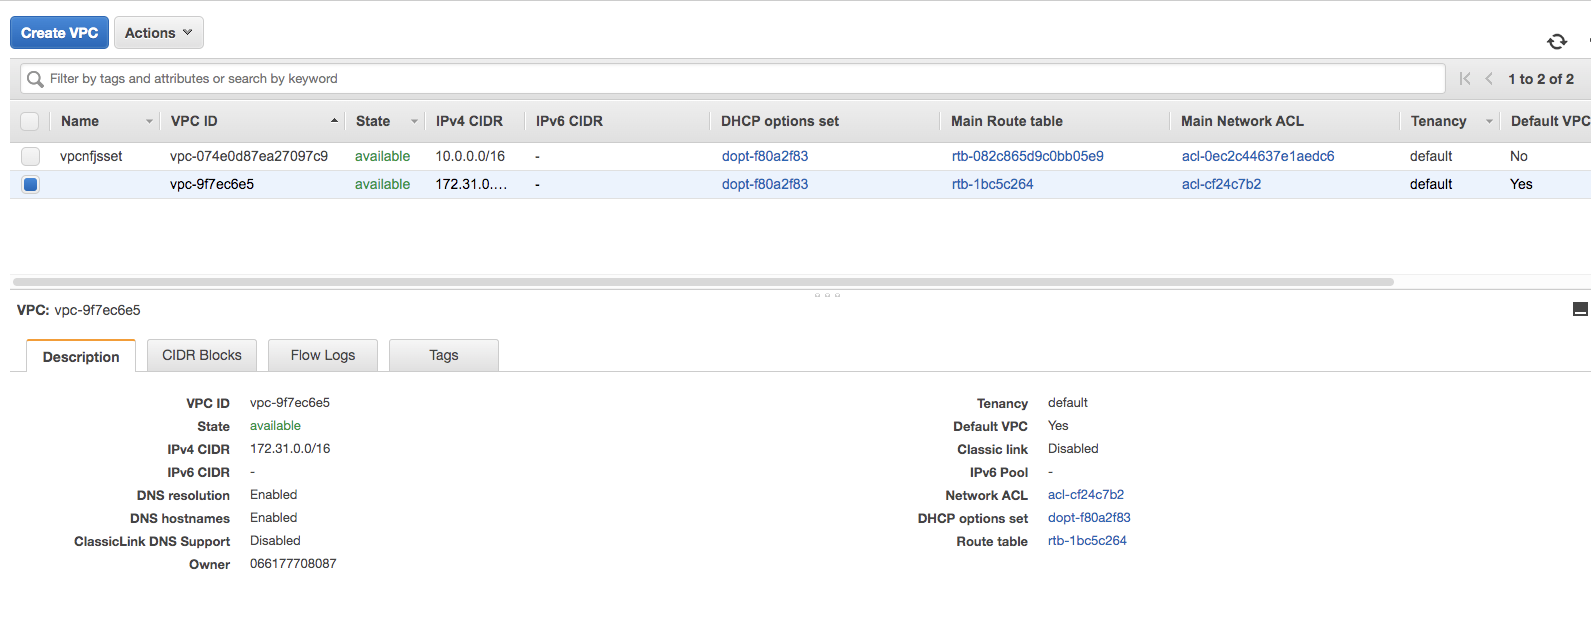 Create VPC Actions
Filter by tags and attributes or search by keyword 1 to 2 of 2
Name VPC ID State IPv4 CIDR IPv6 CIDR DHCP options set Main Route table Main Network ACL Tenancy Default VPC
vpcnfjsset vpc-074e0d87ea27097c9 available 10.0.0.0/16 - dopt-f80a2f83 rtb-082c865d9c0bb05e9 acl-0ec2c44637e1aedc6 default No
vpc-9f7ec6e5 available 172.31.0.... - dopt-f80a2f83 rtb-1bc5c264 acl-cf24c7b2 default Yes
VPC: vpc-9f7ec6e5
Description CIDR Blocks Flow Logs Tags
VPC ID vpc-9f7ec6e5 Tenancy default
State available Default VPC Yes
IPv4 CIDR 172.31.0.0/16 Classic link Disabled
IPv6 CIDR - IPv6 Pool -
DNS resolution Enabled Network ACL acl-cf24c7b2
DNS hostnames Enabled DHCP options set dopt-f80a2f83
ClassicLink DNS Support Disabled Route table rtb-1bc5c264
Owner 066177708087